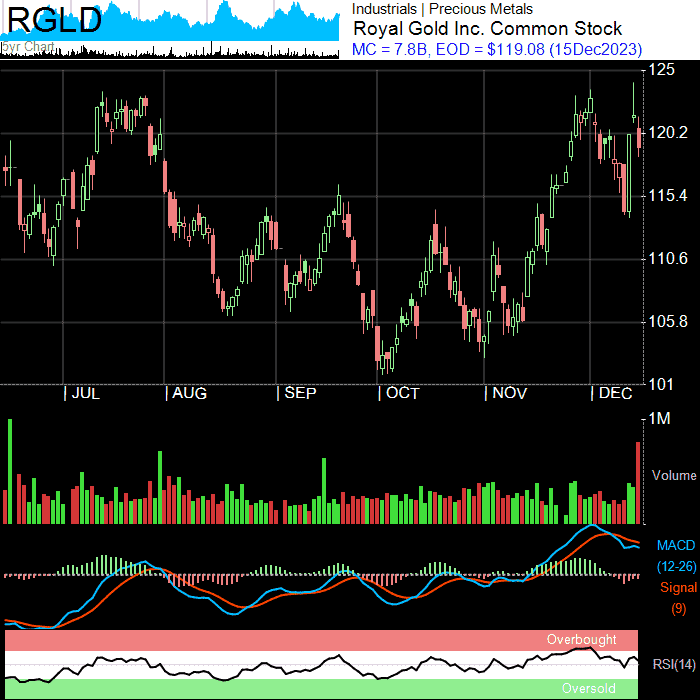 RGLD
5yr Chart
Industrials | Precious Metals
Royal Gold Inc. Common Stock
MC = 7.8B, EOD = $119.08 (15Dec2023)
125
120.2
115.4
110.6
105.8
101
| JUL | AUG | SEP | OCT | NOV | DEC
1M
Volume
MACD
(12-26)
Signal
(9)
Overbought
RSI(14)
Oversold